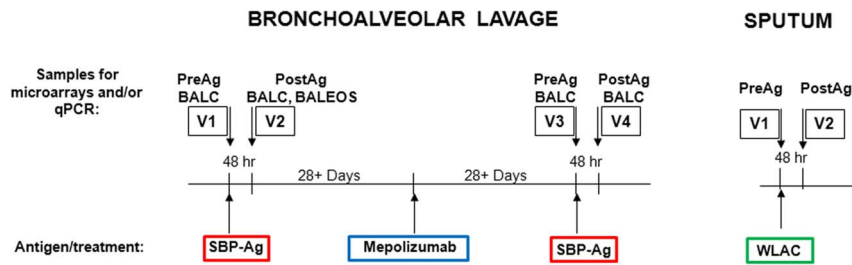 BRONCHOALVEOLAR LAVAGE
SPUTUM
Samples for
microarrays and/or
qPCR:
PreAg
BALC
PostAg
BALC, BALEOS
PreAg
BALC
PostAg
BALC
PreAg
PostAg
V1
V2
V3
V4
V1
V2
48 hr
48 hr
48 hr
28+ Days
28+ Days
Antigen/treatment:
SBP-Ag
Mepolizumab
SBP-Ag
WLAC